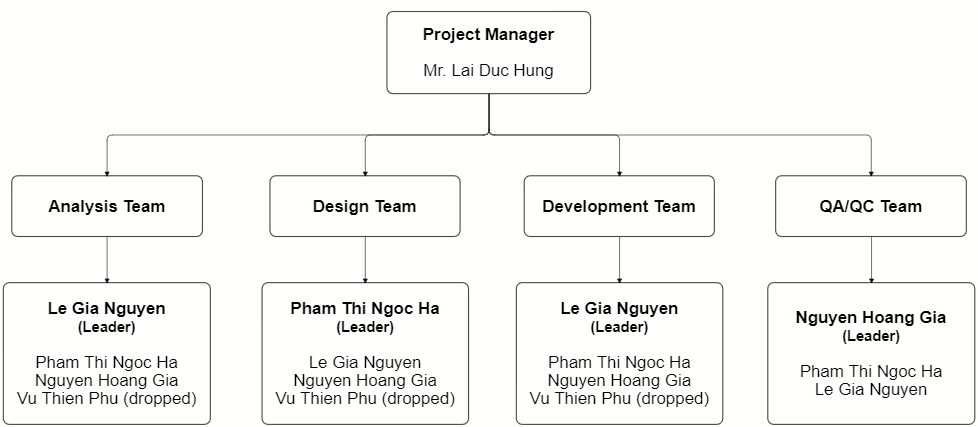 Project Manager
Mr. Lai Duc Hung
Analysis Team
Design Team
Development Team
QA/QC Team
Le Gia Nguyen
(Leader)
Pham Thi Ngoc Ha
Nguyen Hoang Gia
Vu Thien Phu (dropped)
Pham Thi Ngoc Ha
(Leader)
Le Gia Nguyen
Nguyen Hoang Gia
Vu Thien Phu (dropped)
Le Gia Nguyen
(Leader)
Pham Thi Ngoc Ha
Nguyen Hoang Gia
Vu Thien Phu (dropped)
Nguyen Hoang Gia
(Leader)
Pham Thi Ngoc Ha
Le Gia Nguyen